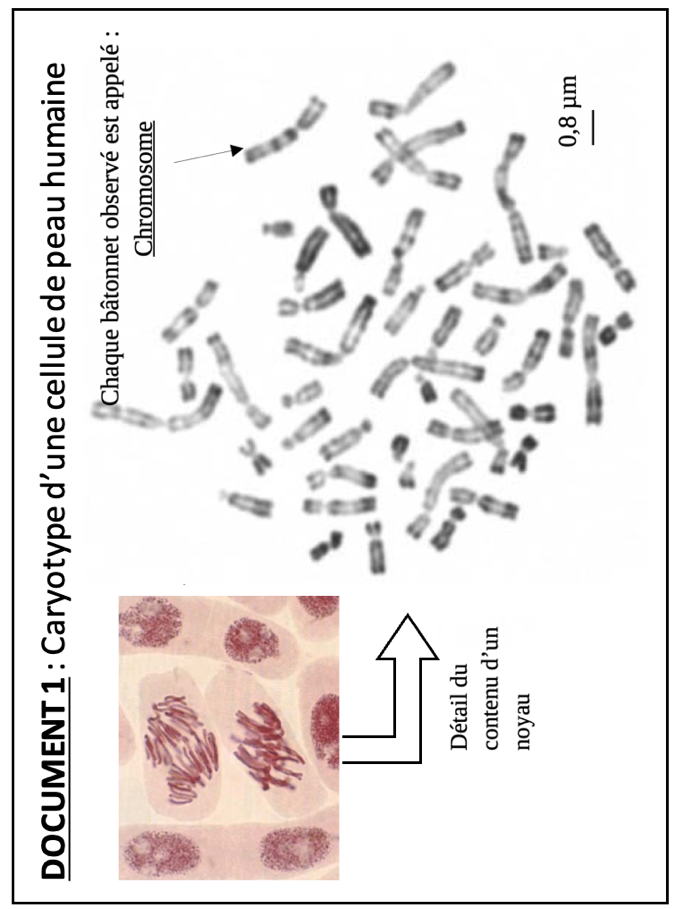 DOCUMENT 1 : Caryotype d’une cellule de peau humaine
Chaque bâtonnet observé est appelé :
Chromosome
0,8 µm
Détail du
contenu d’un
noyau